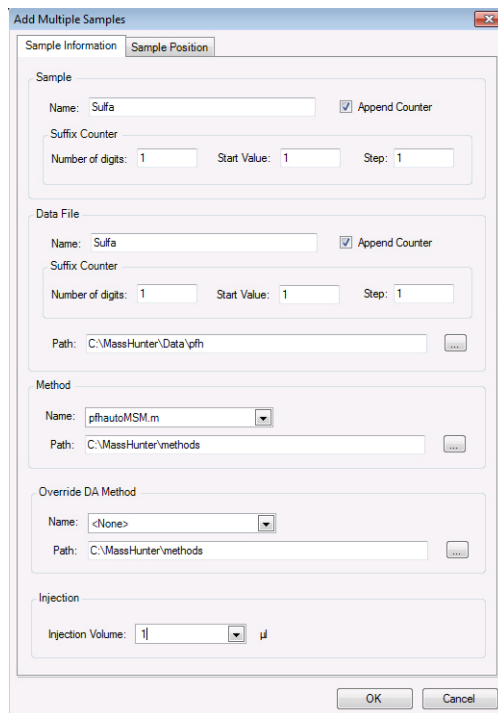 Add Multiple Samples
Sample Information Sample Position
Sample
Name: Sulfa Append Counter
Suffix Counter
Number of digits: 1 Start Value: 1 Step: 1
Data File
Name: Sulfa Append Counter
Suffix Counter
Number of digits: 1 Start Value: 1 Step: 1
Path: C:\MassHunter\Data\pfh ...
Method
Name: pfhautoMSM.m
Path: C:\MassHunter\methods ...
Override DA Method
Name: <None>
Path: C:\MassHunter\methods ...
Injection
Injection Volume: 1 µl
OK Cancel